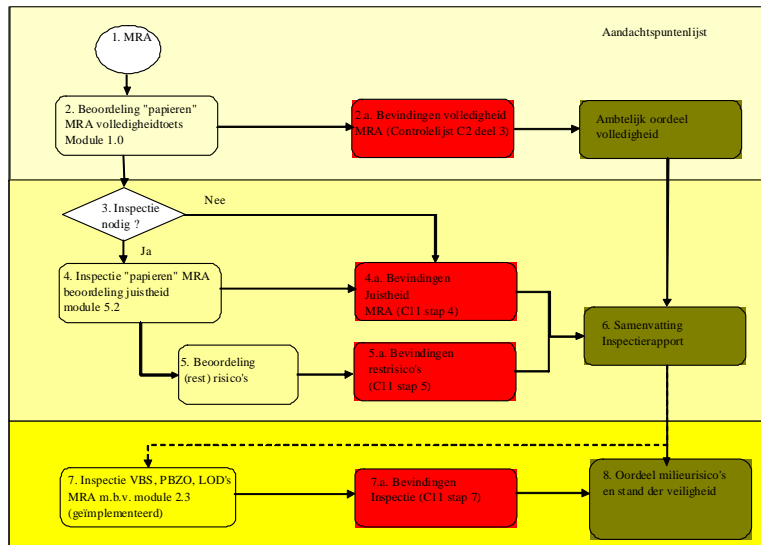 Aandachtspuntenlijst
1. MRA
2. Beoordeling "papieren"
MRA volledigheidtoets
Module 1.0
2.a. Bevindingen volledigheid
MRA (Controlelijst C2 deel 3)
Ambtelijk oordeel
volledigheid
3. Inspectie
nodig ?
Nee
Ja
4. Inspectie "papieren" MRA
beoordeling juistheid
module 5.2
4.a. Bevindingen
Juistheid
MRA (C11 stap 4)
5. Beoordeling
(rest) risico's
5.a. Bevindingen
restrisico's
(C11 stap 5)
6. Samenvatting
Inspectierapport
7. Inspectie VBS, PBZO, LOD's
MRA m.b.v. module 2.3
(geïmplementeerd)
7.a. Bevindingen
Inspectie (C11 stap 7)
8. Oordeel milieurisico's
en stand der veiligheid